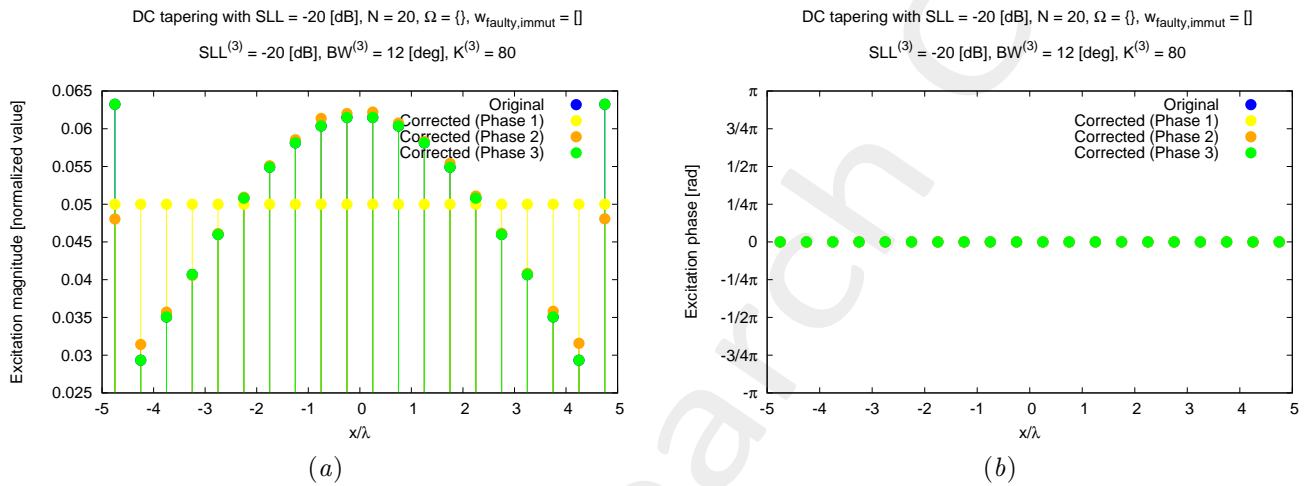 DC tapering with SLL = -20 [dB], N = 20, Ω = {}, w_faulty,immut = []
SLL^(3) = -20 [dB], BW^(3) = 12 [deg], K^(3) = 80
Excitation magnitude [normalized value]
0.065
0.06
0.055
0.05
0.045
0.04
0.035
0.03
0.025
Original
Corrected (Phase 1)
Corrected (Phase 2)
Corrected (Phase 3)
-5 -4 -3 -2 -1 0 1 2 3 4 5
x/λ
(a)
DC tapering with SLL = -20 [dB], N = 20, Ω = {}, w_faulty,immut = []
SLL^(3) = -20 [dB], BW^(3) = 12 [deg], K^(3) = 80
Excitation phase [rad]
π
3/4π
1/2π
1/4π
0
-1/4π
-1/2π
-3/4π
-π
Original
Corrected (Phase 1)
Corrected (Phase 2)
Corrected (Phase 3)
-5 -4 -3 -2 -1 0 1 2 3 4 5
x/λ
(b)
arch C